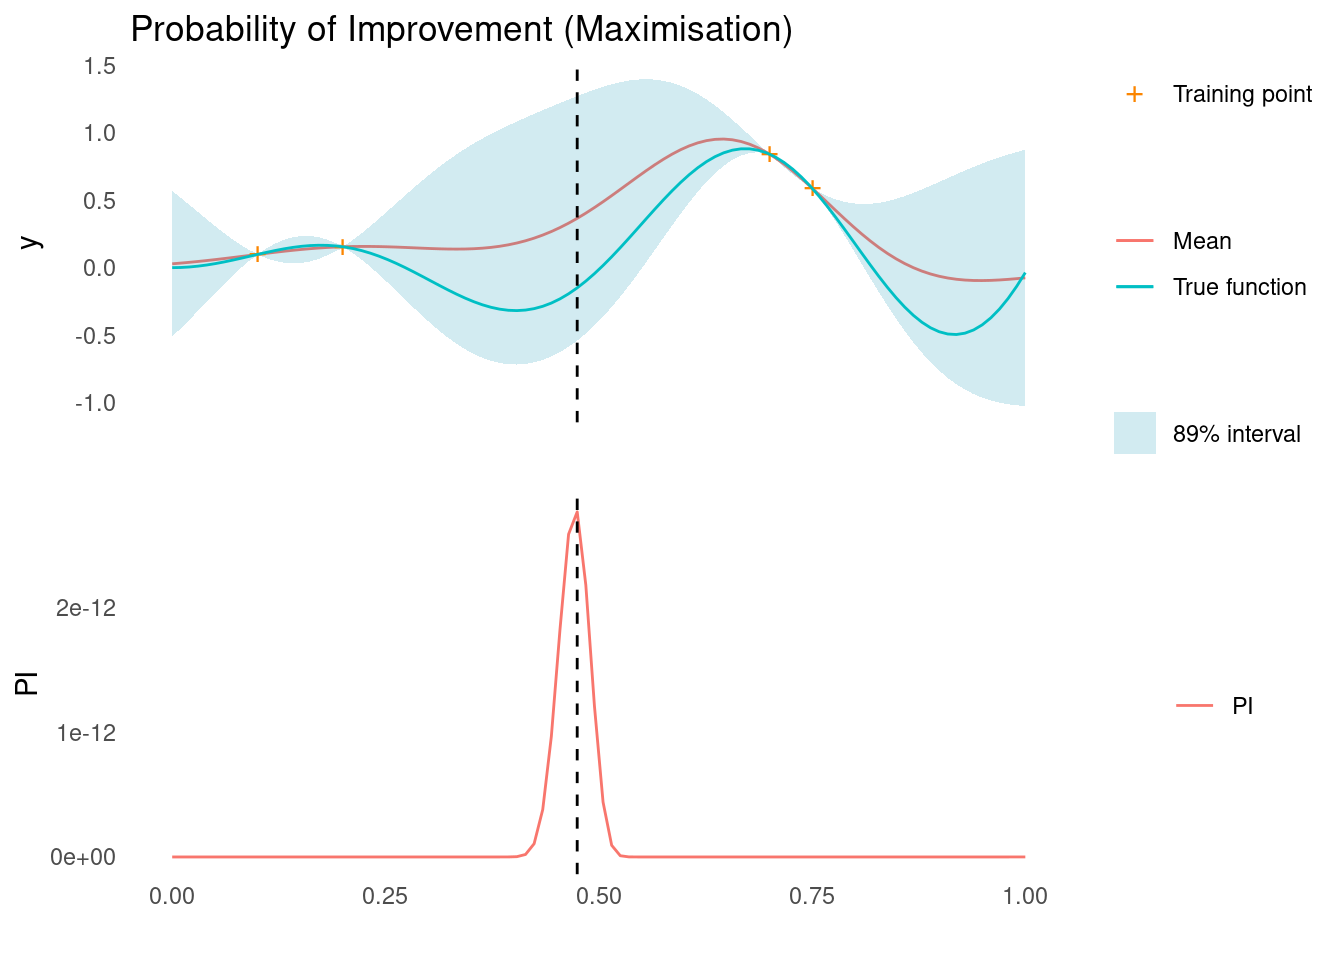 Probability of Improvement (Maximisation)
1.5
1.0
0.5
0.0
-0.5
-1.0
y
Training point
Mean
True function
89% interval
2e-12
1e-12
0e+00
PI
PI
0.00 0.25 0.50 0.75 1.00